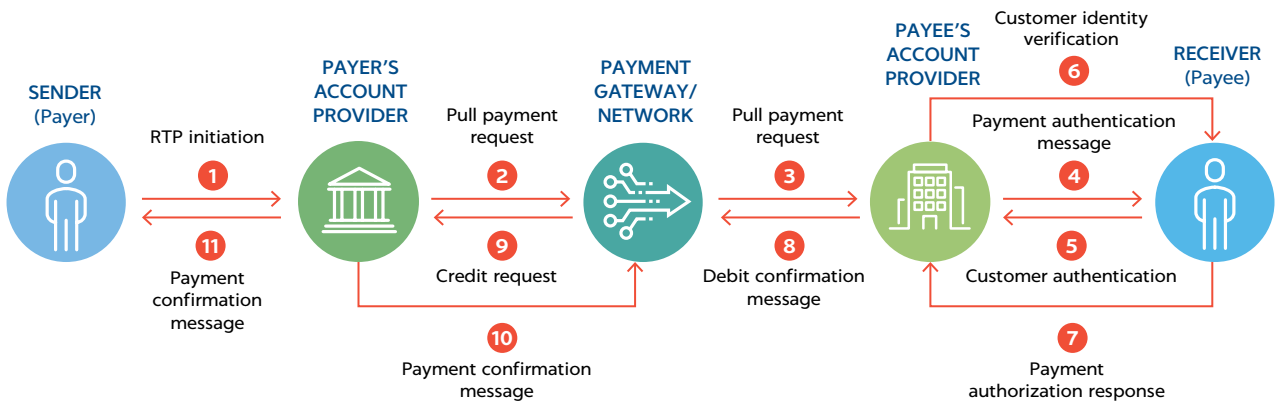 SENDER
(Payer)
RTP initiation
1
11
Payment
confirmation
message
PAYER'S
ACCOUNT
PROVIDER
Pull payment
request
2
9
Credit request
10
Payment confirmation
message
PAYMENT
GATEWAY/
NETWORK
Pull payment
request
3
8
Debit confirmation
message
PAYEE'S
ACCOUNT
PROVIDER
Customer identity
verification
6
Payment authentication
message
4
5
Customer authentication
7
Payment
authorization response
RECEIVER
(Payee)